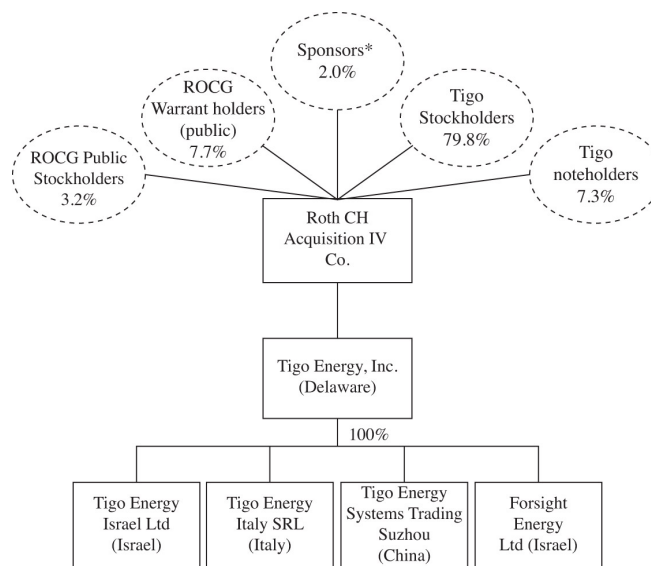 Sponsors*
2.0%
ROCG
Warrant holders
(public)
7.7%
Tigo
Stockholders
79.8%
ROCG Public
Stockholders
3.2%
Tigo
noteholders
7.3%
Roth CH
Acquisition IV
Co.
Tigo Energy, Inc.
(Delaware)
100%
Tigo Energy
Israel Ltd
(Israel)
Tigo Energy
Italy SRL
(Italy)
Tigo Energy
Systems Trading
Suzhou
(China)
Forsight
Energy
Ltd (Israel)